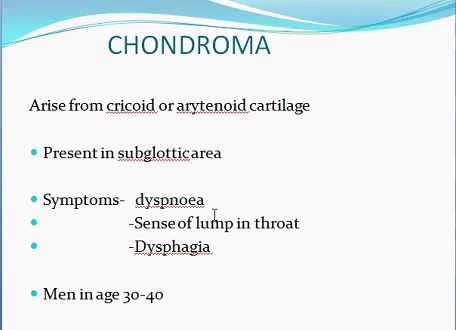 CHONDROMA
Arise from cricoid or arytenoid cartilage
• Present in subglottic area
• Symptoms- dyspnoea
• -Sense of lump in throat
• -Dysphagia
• Men in age 30-40